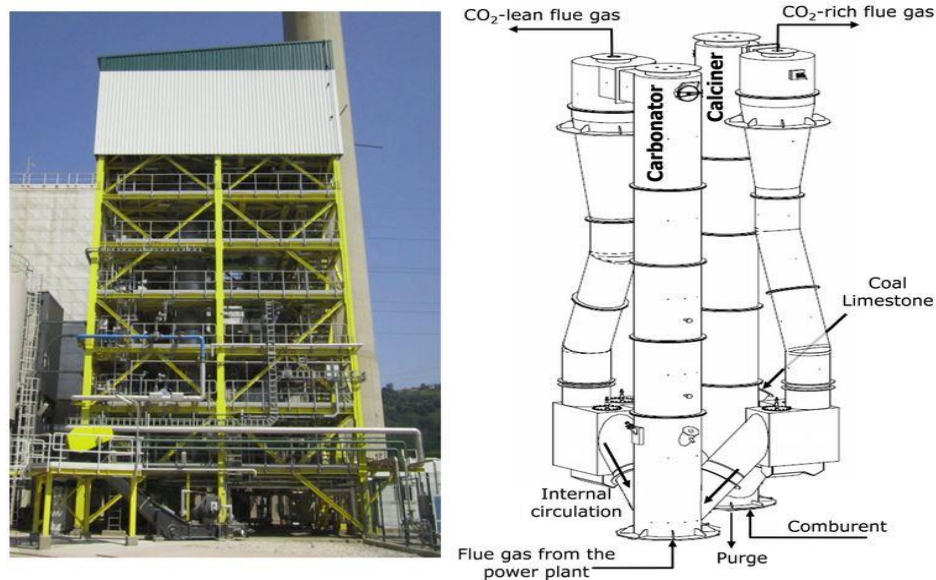 CO₂-lean flue gas
CO₂-rich flue gas
Carbonator
Calciner
Coal
Limestone
Internal
circulation
Comburent
Flue gas from the
power plant
Purge